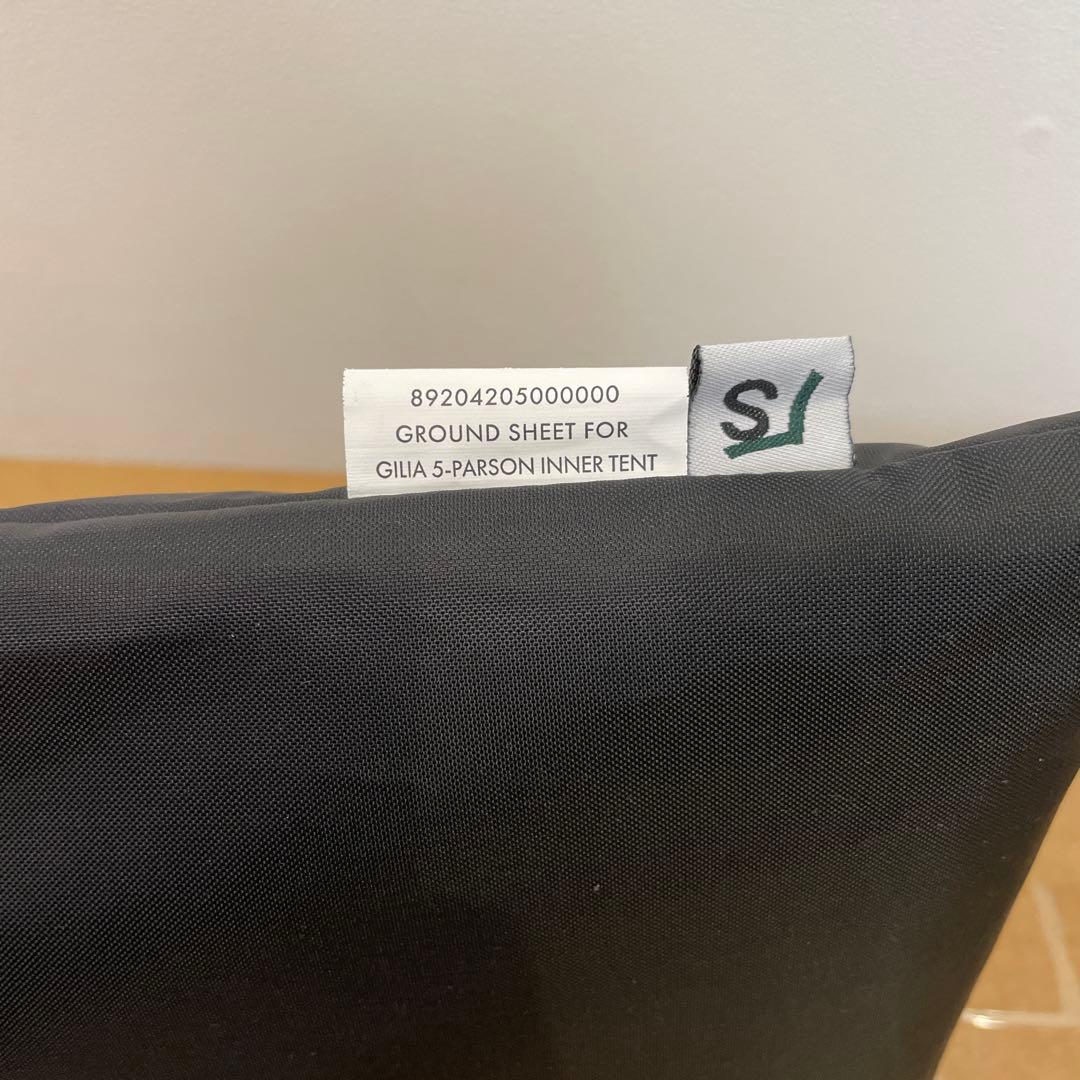 89204205000000
GROUND SHEET FOR
GILIA 5-PARSON INNER TENT
S